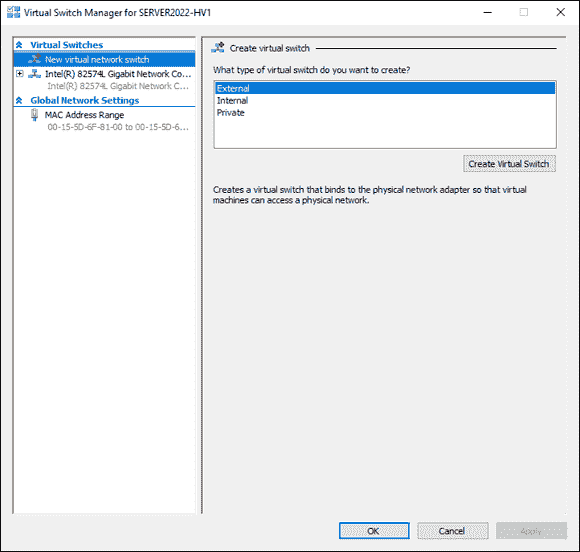 Virtual Switch Manager for SERVER2022-HV1
Virtual Switches
New virtual network switch
Intel(R) 82574L Gigabit Network Co...
Intel(R) 82574L Gigabit Network C...
Global Network Settings
MAC Address Range
00-15-5D-6F-81-00 to 00-15-5D-6...
Create virtual switch
What type of virtual switch do you want to create?
External
Internal
Private
Create Virtual Switch
Creates a virtual switch that binds to the physical network adapter so that virtual
machines can access a physical network.
OK
Cancel
Apply